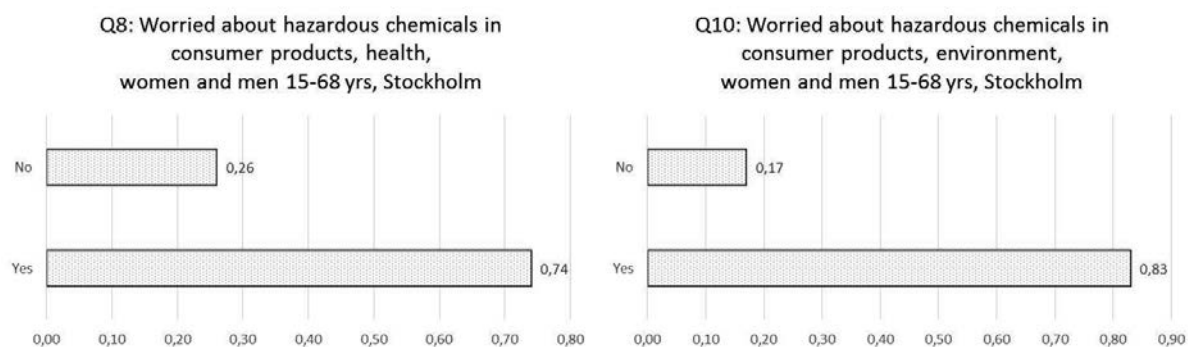 Q8: Worried about hazardous chemicals in
consumer products, health,
women and men 15-68 yrs, Stockholm
No
0,26
Yes
0,74
0,00 0,10 0,20 0,30 0,40 0,50 0,60 0,70 0,80
Q10: Worried about hazardous chemicals in
consumer products, environment,
women and men 15-68 yrs, Stockholm
No
0,17
Yes
0,83
0,00 0,10 0,20 0,30 0,40 0,50 0,60 0,70 0,80 0,90